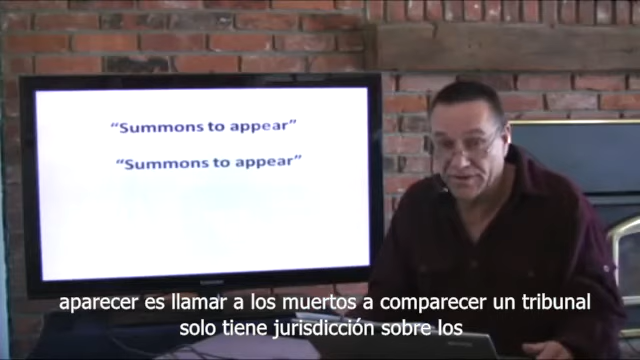 “Summons to appear”
“Summons to appear”
aparecer es llamar a los muertos a comparecer un tribunal
solo tiene jurisdicción sobre los